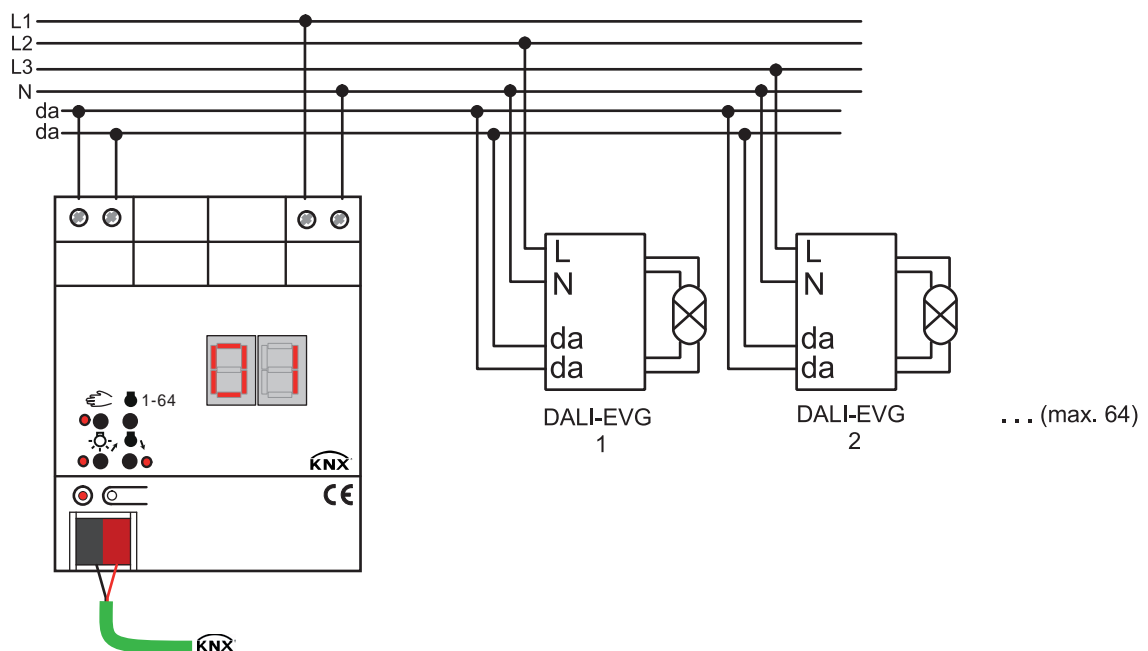 L1
L2
L3
N
da
da
L
N
da
da
L
N
da
da
01
1-64
KNX
CE
DALI-EVG
1
DALI-EVG
2
... (max. 64)
KNX